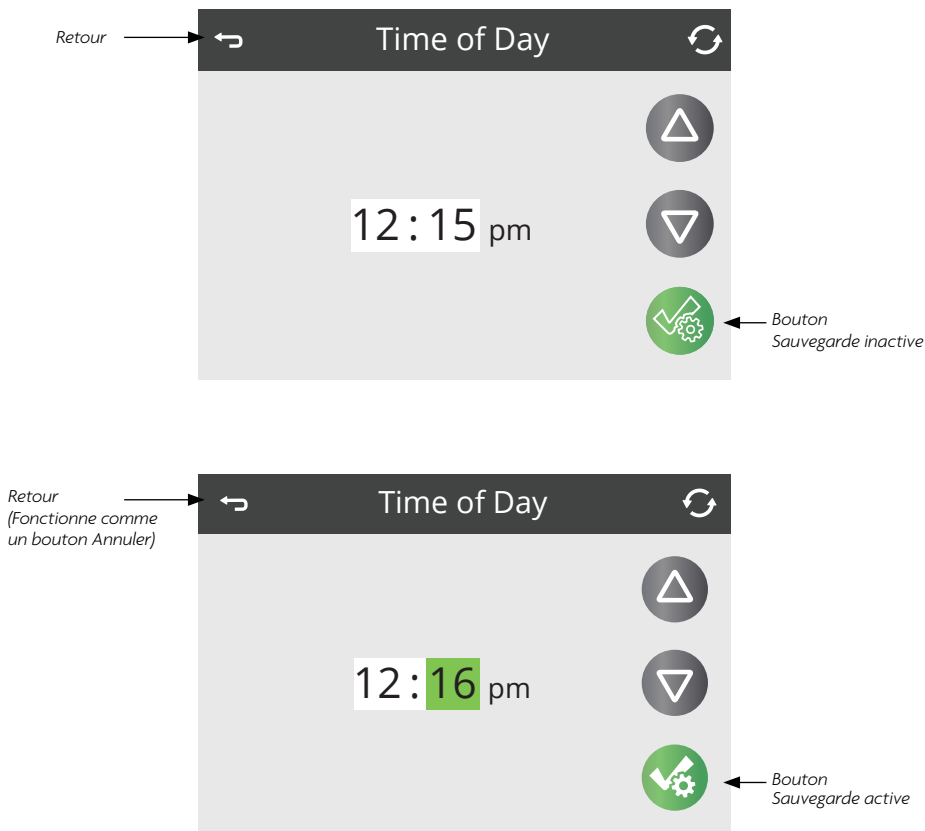 Retour
Time of Day
12 : 15 pm
Bouton
Sauvegarde inactive
Retour
(Fonctionne comme
un bouton Annuler)
Time of Day
12 : 16 pm
Bouton
Sauvegarde active